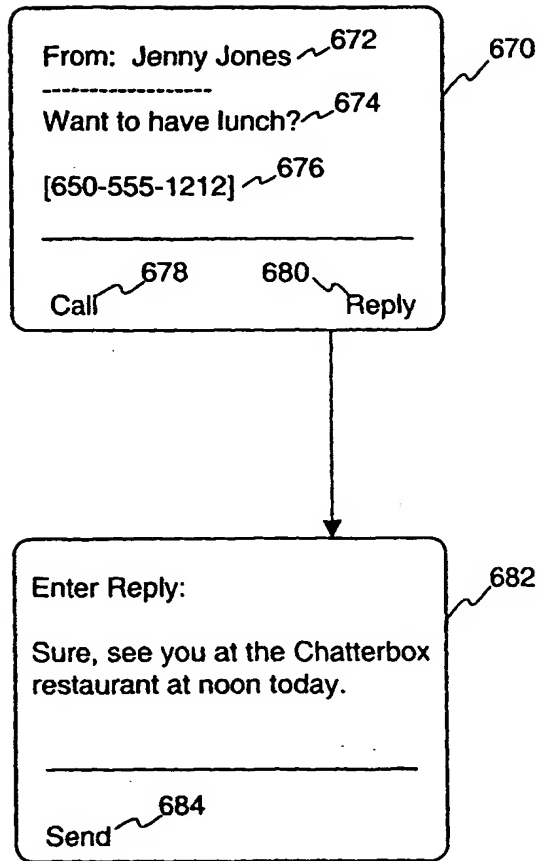 From: Jenny Jones 672 670
-------------------
Want to have lunch? 674
[650-555-1212] 676
678 680
Call Reply
682
Enter Reply:
Sure, see you at the Chatterbox
restaurant at noon today.
684
Send